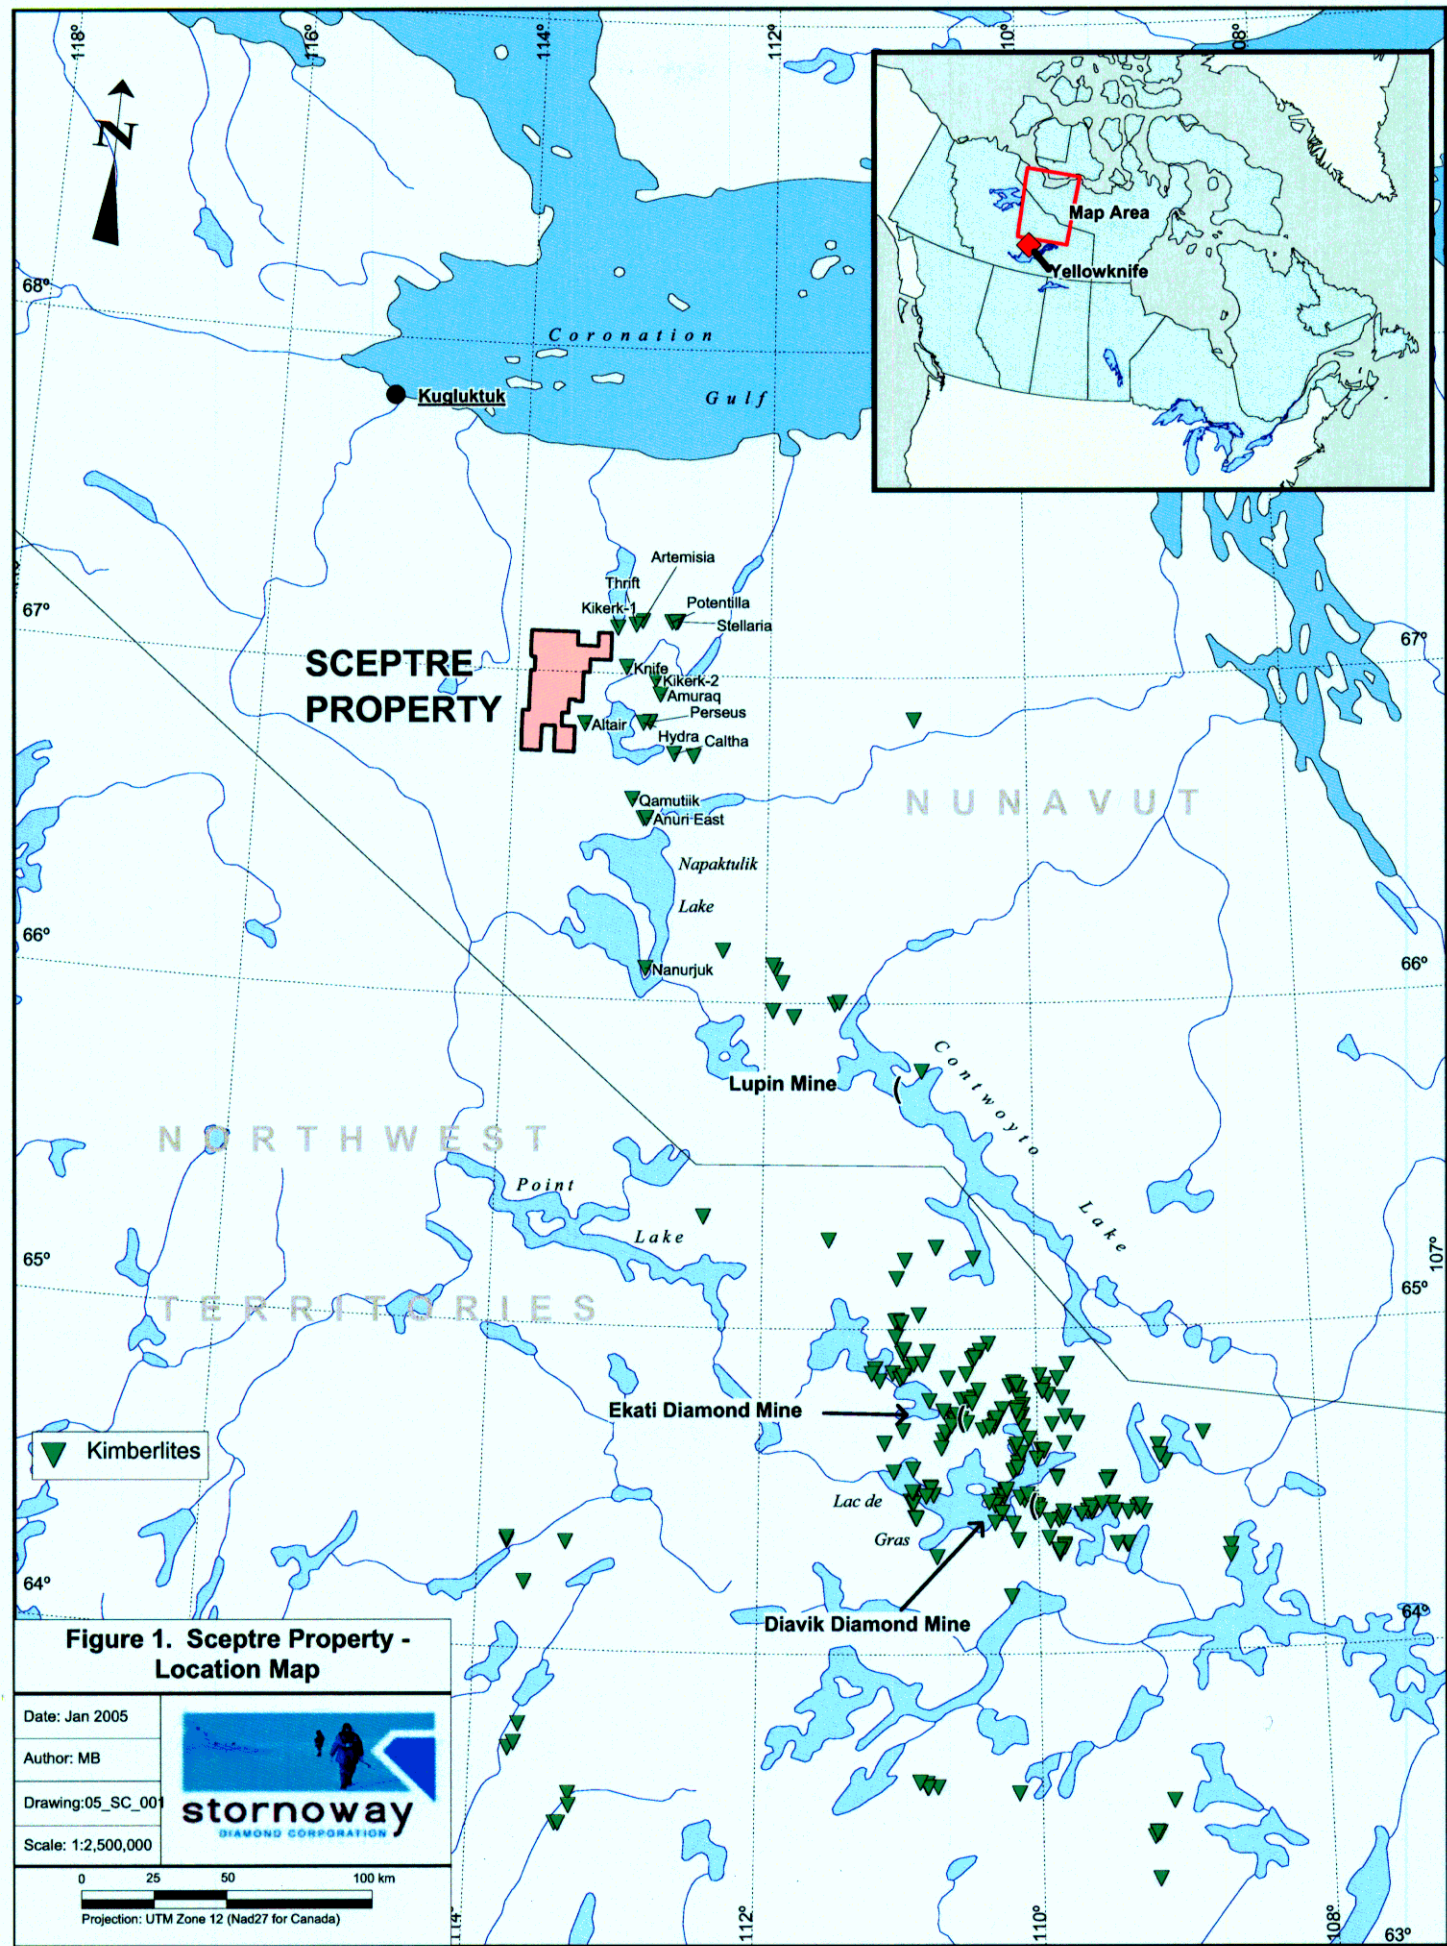 118°
116°
114°
112°
N
Map Area
Yellowknife
68°
Coronation
Gulf
Kugluktuk
Artemisia
Thrift
Kikerk-1
Potentilla
Stellaria
67°
67°
SCEPTRE
PROPERTY
Knife
Kikerk-2
Amuraq
Perseus
Altair
Hydra
Caltha
NUNAVUT
Qamutiik
Anuri East
Napaktulik
Lake
66°
66°
Nanurjuk
Lupin Mine
Contwoyto
Lake
NORTHWEST
TERRITORIES
Point
Lake
65°
65°
107°
Ekati Diamond Mine
Kimberlites
Lac de
Gras
64°
64°
Diavik Diamond Mine
Figure 1. Sceptre Property -
Location Map
Date: Jan 2005
Author: MB
Drawing:05_SC_001
Scale: 1:2,500,000
stornoway
DIAMOND CORPORATION
0 25 50 100 km
Projection: UTM Zone 12 (Nad27 for Canada)
112°
110°
108°
63°